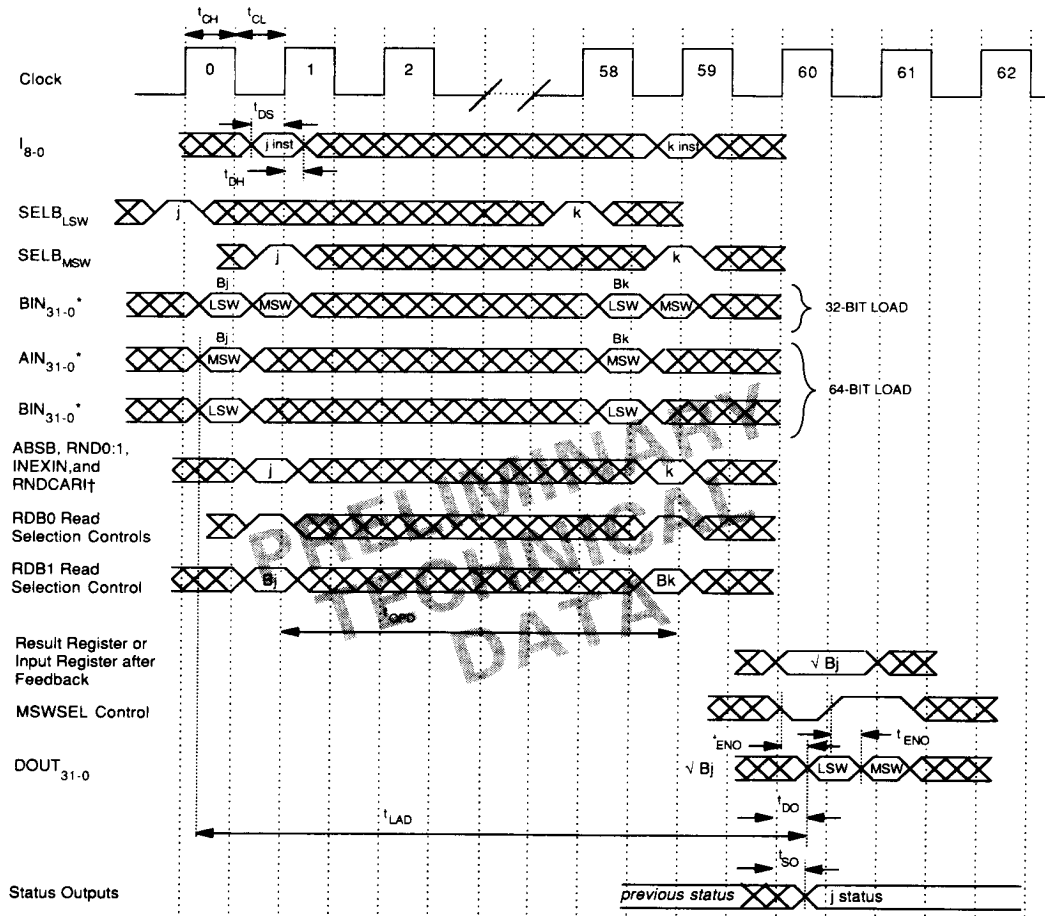 tCH tCL
Clock 0 1 2 58 59 60 61 62
tDS
I8-0 j inst k inst
tDH
SELBLSW j k
SELBMSW j k
Bj Bk
BIN31-0* LSW MSW LSW MSW 32-BIT LOAD
Bj Bk
AIN31-0* MSW MSW
64-BIT LOAD
BIN31-0* LSW LSW
ABSB, RND0:1,
INEXIN,and
RNDCARI† j k
RDB0 Read
Selection Controls
RDB1 Read
Selection Control Bj Bk
tOPD
PRELIMINARY
TECHNICAL
DATA
Result Register or
Input Register after
Feedback √ Bj
MSWSEL Control
tENO tENO
DOUT31-0 √ Bj LSW MSW
tDO
tLAD
tSO
Status Outputs previous status j status